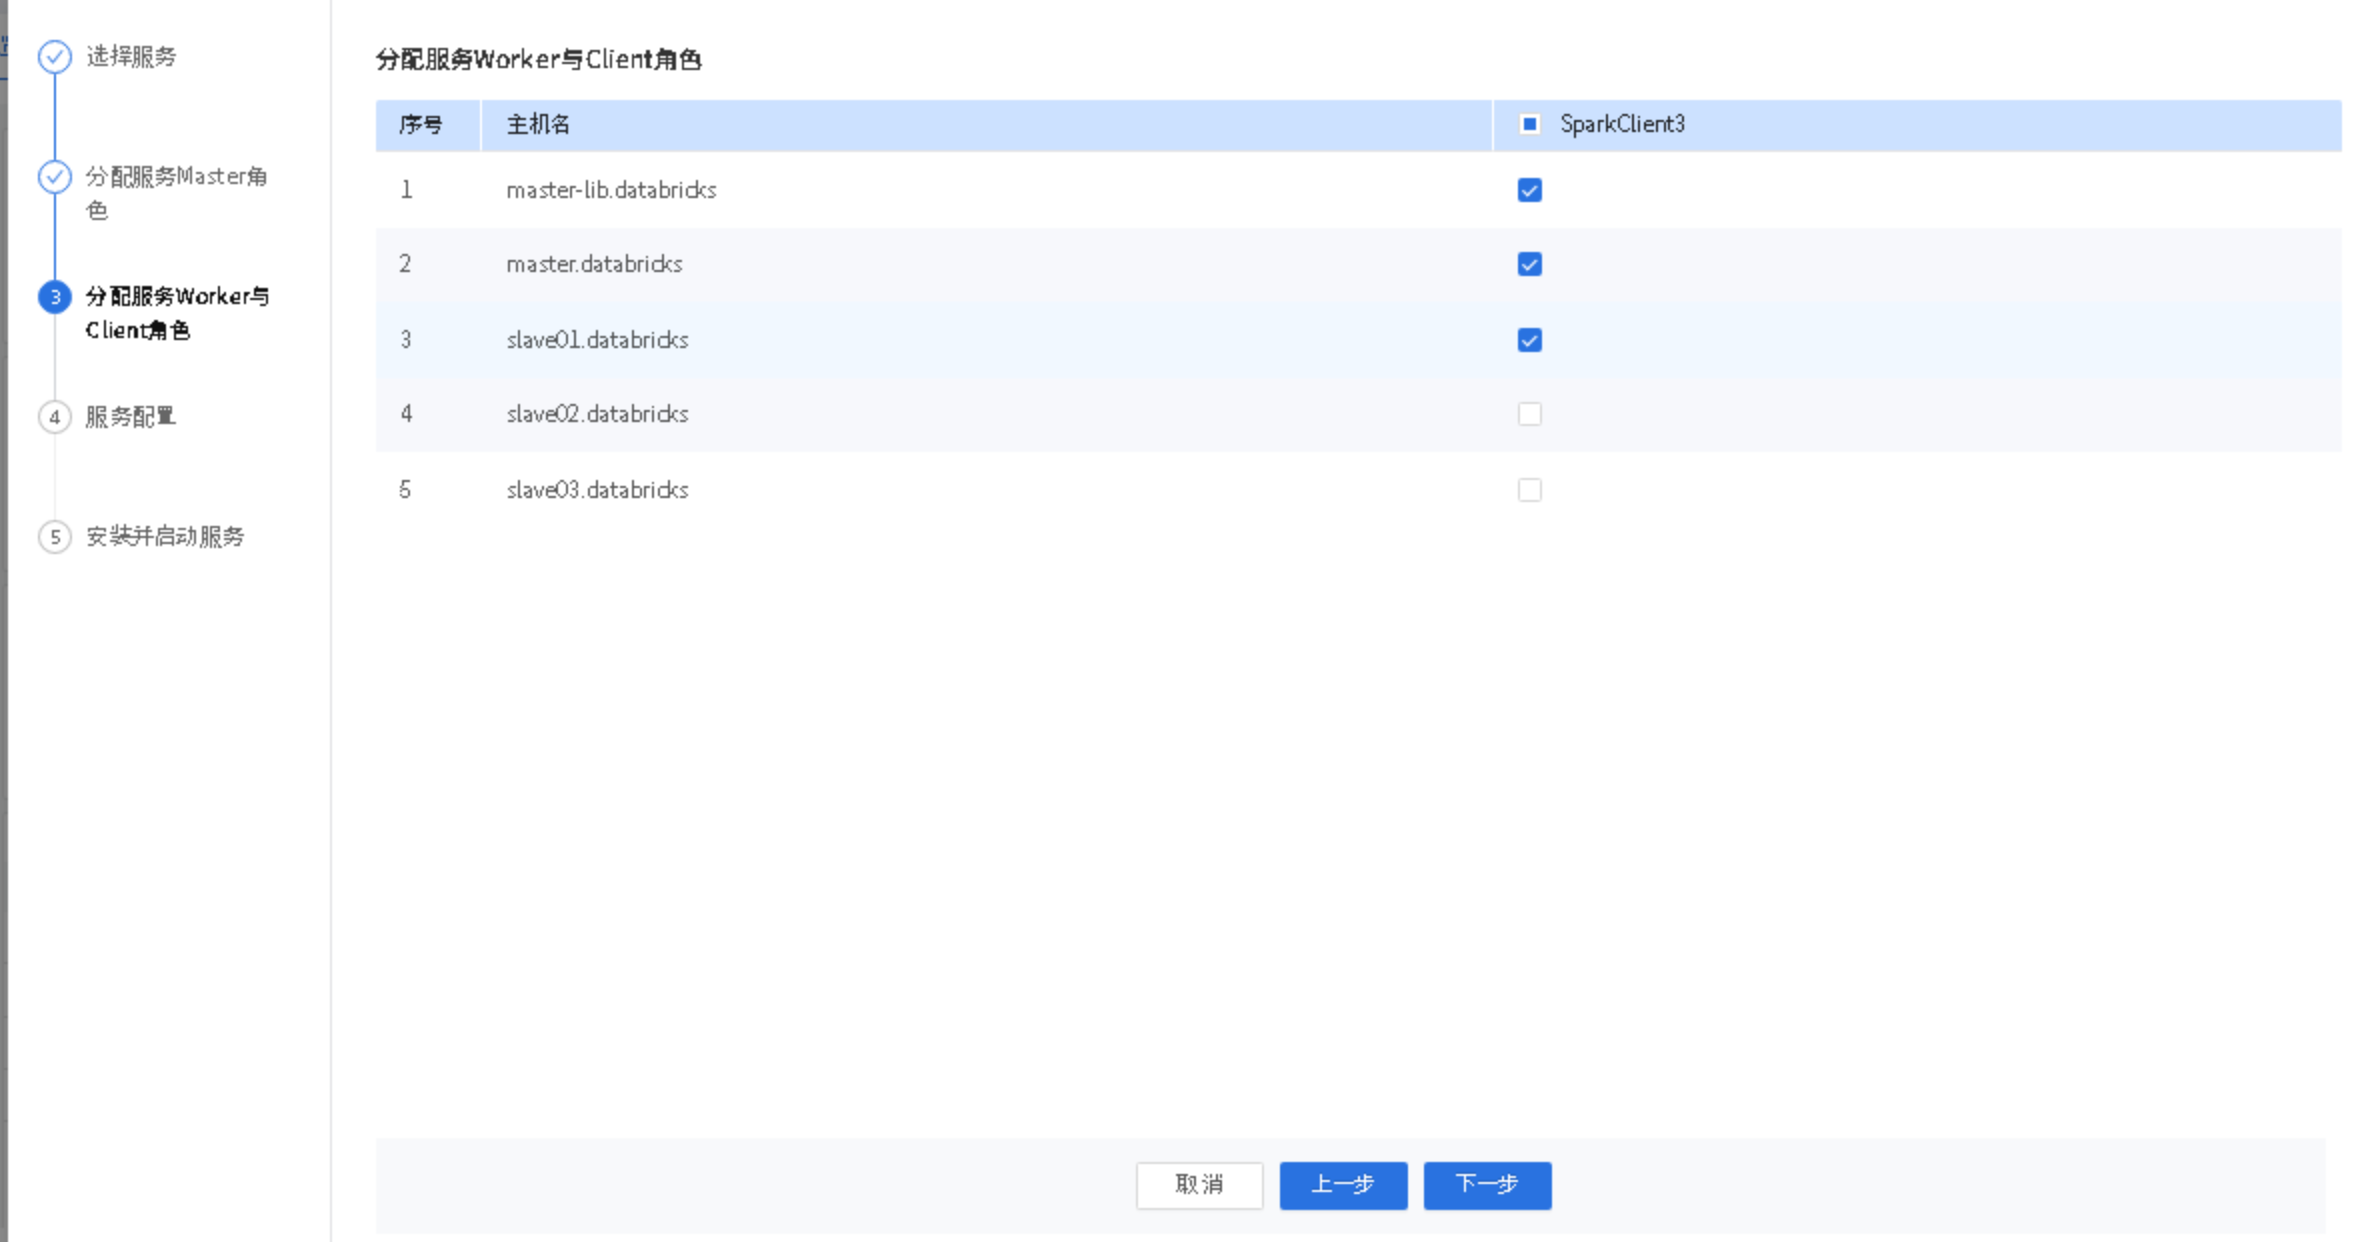 选择服务
分配服务Master角
色
3
分配服务Worker与
Client角色
4
服务配置
5
安装并启动服务
分配服务Worker与Client角色
序号 主机名 SparkClient3
1 master-lib.databricks
2 master.databricks
3 slave01.databricks
4 slave02.databricks
5 slave03.databricks
取消 上一步 下一步